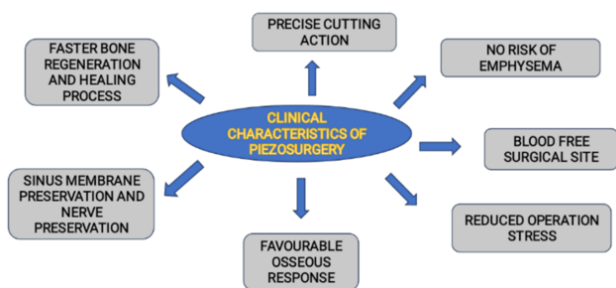 PRECISE CUTTING
ACTION
FASTER BONE
REGENERATION
AND HEALING
PROCESS
NO RISK OF
EMPHYSEMA
CLINICAL
CHARACTERISTICS OF
PIEZOSURGERY
BLOOD FREE
SURGICAL SITE
SINUS MEMBRANE
PRESERVATION AND
NERVE
PRESERVATION
REDUCED OPERATION
STRESS
FAVOURABLE
OSSEOUS
RESPONSE